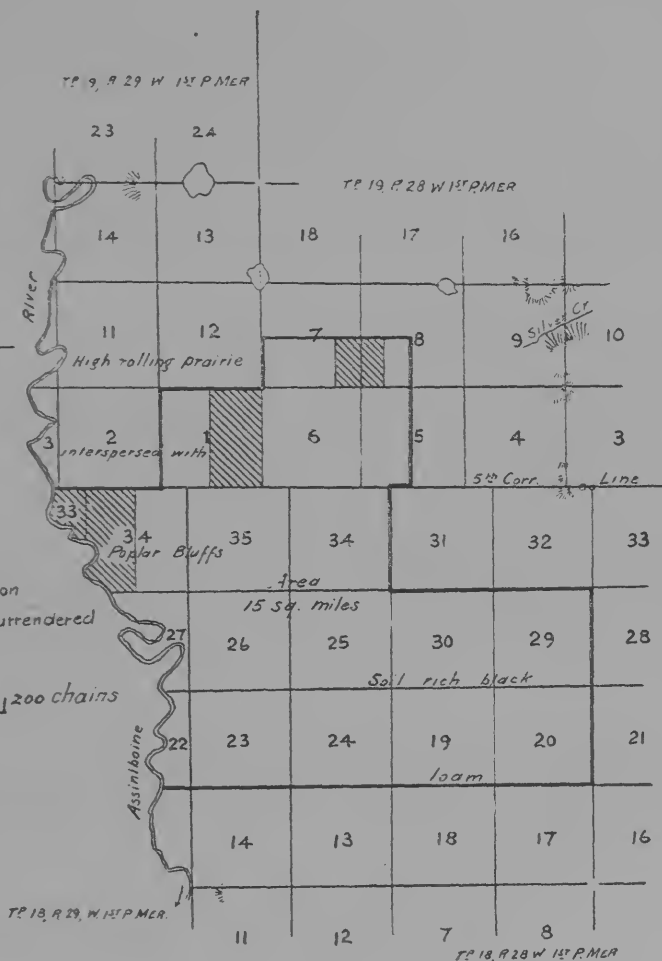 TP 9, R 29 W 1ST P. MER
23 24
TP 19, R 28 W 1ST P. MER
14 13 18 17 16
River
11 12 7 8 9 Silver Cr. 10
High rolling prairie
3 2 1 6 5 4 3
interspersed with
5th Corr. Line
33 34 35 34 31 32 33
Poplar Bluffs
Area
on
15 sq. miles
urrendered
27 26 25 30 29 28
Soil rich black
200 chains
22 23 24 19 20 21
Assiniboine
loam
14 13 18 17 16
TP 18, R 29, W 1ST P. MER.
11 12 7 8
TP 18, R 28 W 1ST P. MER